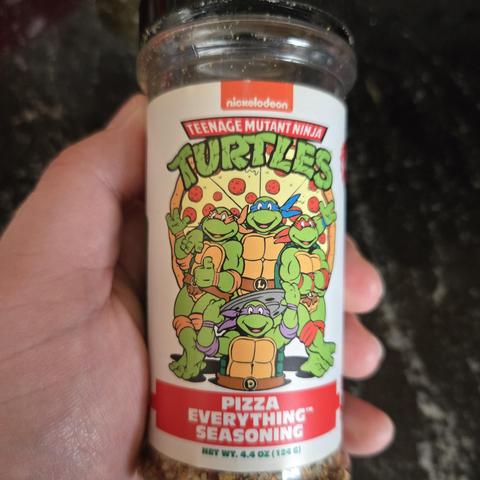 nickelodeon
TEENAGE MUTANT NINJA
TURTLES
L
D
PIZZA
EVERYTHING™
SEASONING
NET WT. 4.4 OZ (124 G)